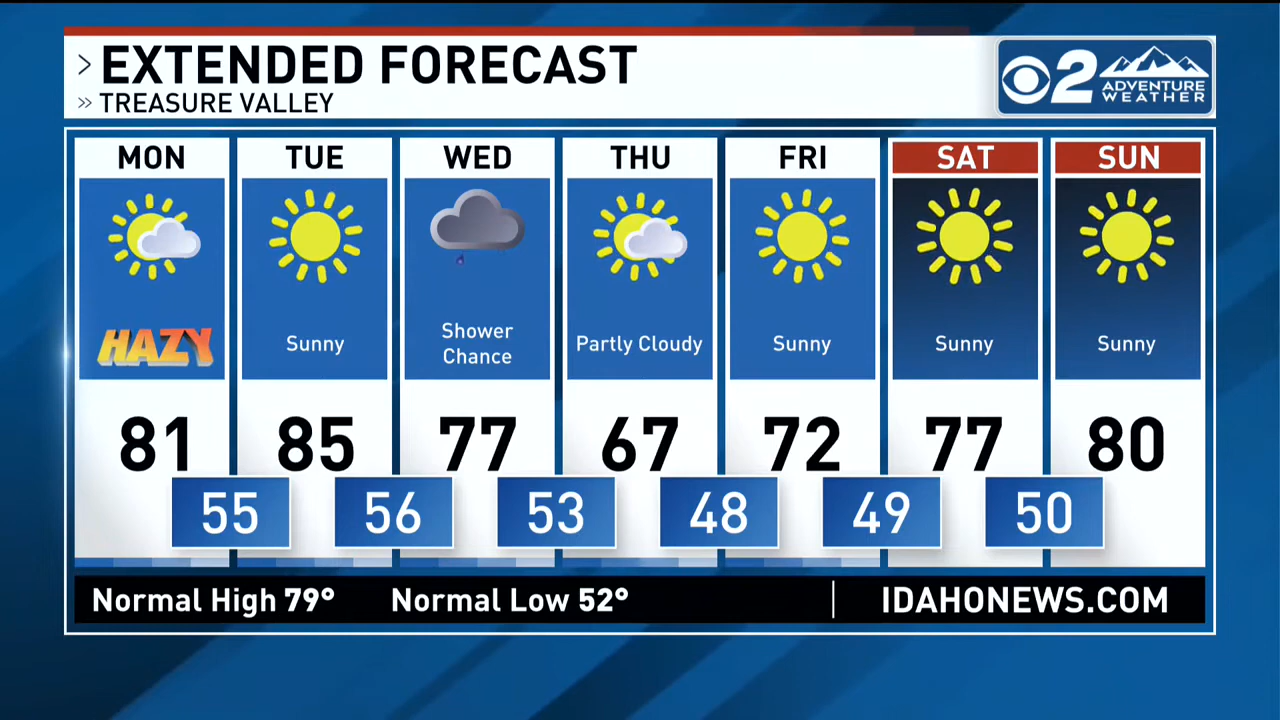 > EXTENDED FORECAST
» TREASURE VALLEY
2 ADVENTURE
WEATHER
MON TUE WED THU FRI SAT SUN
HAZY
Sunny
Shower
Chance
Partly Cloudy
Sunny
Sunny
Sunny
81 85 77 67 72 77 80
55 56 53 48 49 50
Normal High 79° Normal Low 52° IDAHONEWS.COM